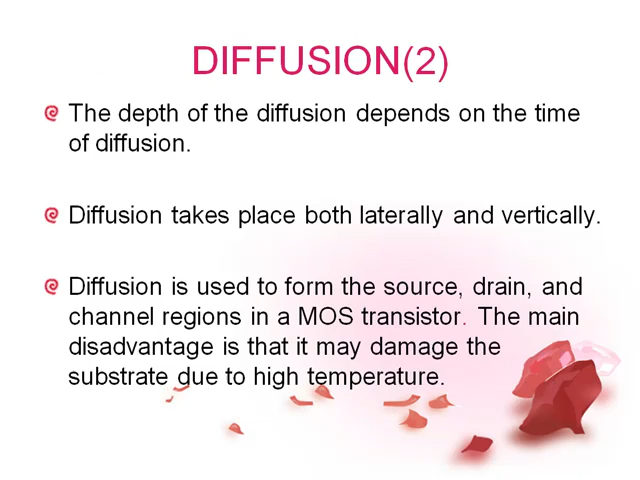 DIFFUSION(2)
The depth of the diffusion depends on the time
of diffusion.
Diffusion takes place both laterally and vertically.
Diffusion is used to form the source, drain, and
channel regions in a MOS transistor. The main
disadvantage is that it may damage the
substrate due to high temperature.